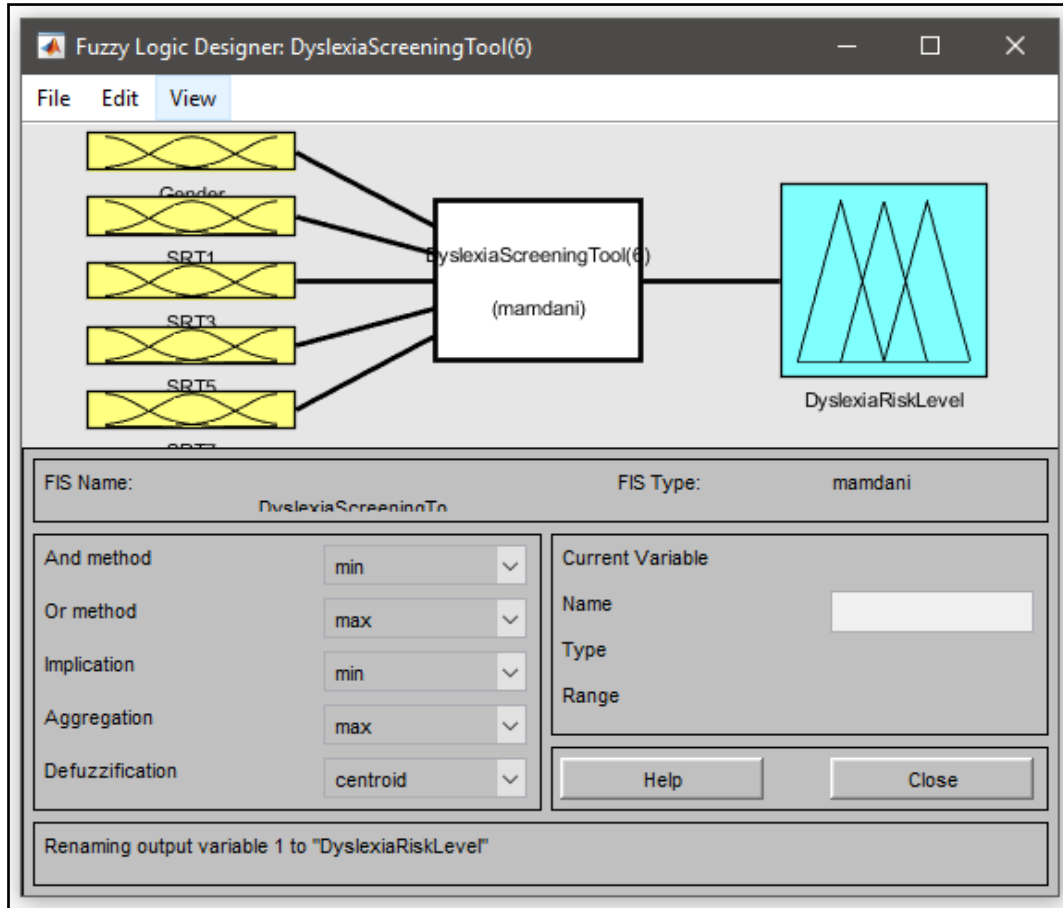 Fuzzy Logic Designer: DyslexiaScreeningTool(6)
File Edit View
Gender
SRT1
SRT3
SRT5
DyslexiaScreeningTool(6)
(mamdani)
DyslexiaRiskLevel
FIS Name: DyslexiaScreeningTo
FIS Type: mamdani
And method min
Or method max
Implication min
Aggregation max
Defuzzification centroid
Current Variable
Name
Type
Range
Help Close
Renaming output variable 1 to "DyslexiaRiskLevel"